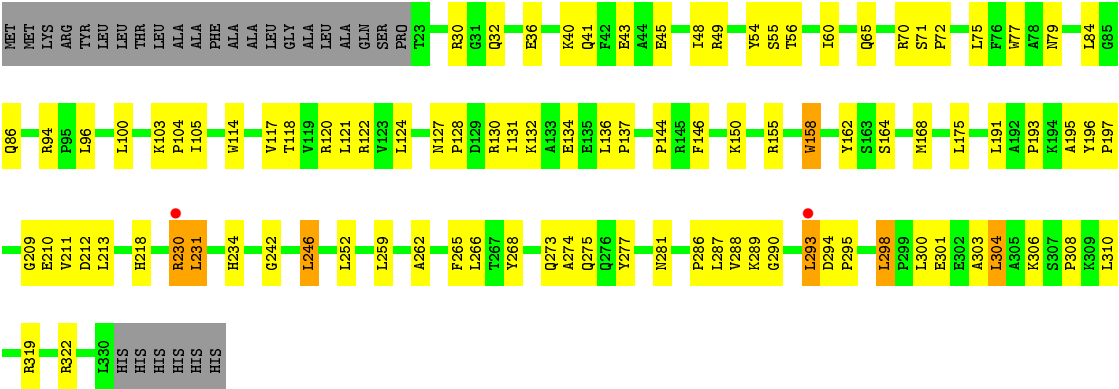 MET MET LYS ARG TYR LEU LEU THR LEU ALA ALA PHE ALA ALA LEU GLY ALA LEU ALA GLN SER PRO T23 R30 G31 Q32 E36 K40 Q41 F42 E43 A44 E45 I48 R49 Y54 S55 T56 I60 Q65 R70 S71 P72 L75 F76 W77 A78 N79 L84 G85
Q86 R94 P95 L96 L100 K103 P104 I105 W114 V117 T118 V119 R120 L121 R122 V123 L124 N127 P128 D129 R130 I131 K132 A133 E134 E135 L136 P137 P144 R145 F146 K150 R155 W158 Y162 S163 S164 M168 L175 L191 A192 P193 K194 A195 Y196 P197
G209 E210 V211 D212 L213 H218 R230 L231 H234 G242 L246 L252 L259 A262 F265 L266 T267 Y268 Q273 A274 Q275 Q276 Y277 N281 P286 L287 V288 K289 G290 L293 D294 P295 L298 P299 L300 E301 E302 A303 L304 A305 K306 S307 P308 K309 L310
R319 R322 L330 HIS HIS HIS HIS HIS HIS